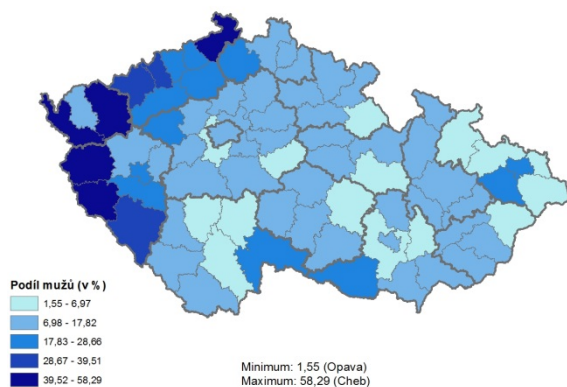 Podíl mužů (v %)
1,55 - 6,97
6,98 - 17,82
17,83 - 28,66
28,67 - 39,51
39,52 - 58,29
Minimum: 1,55 (Opava)
Maximum: 58,29 (Cheb)